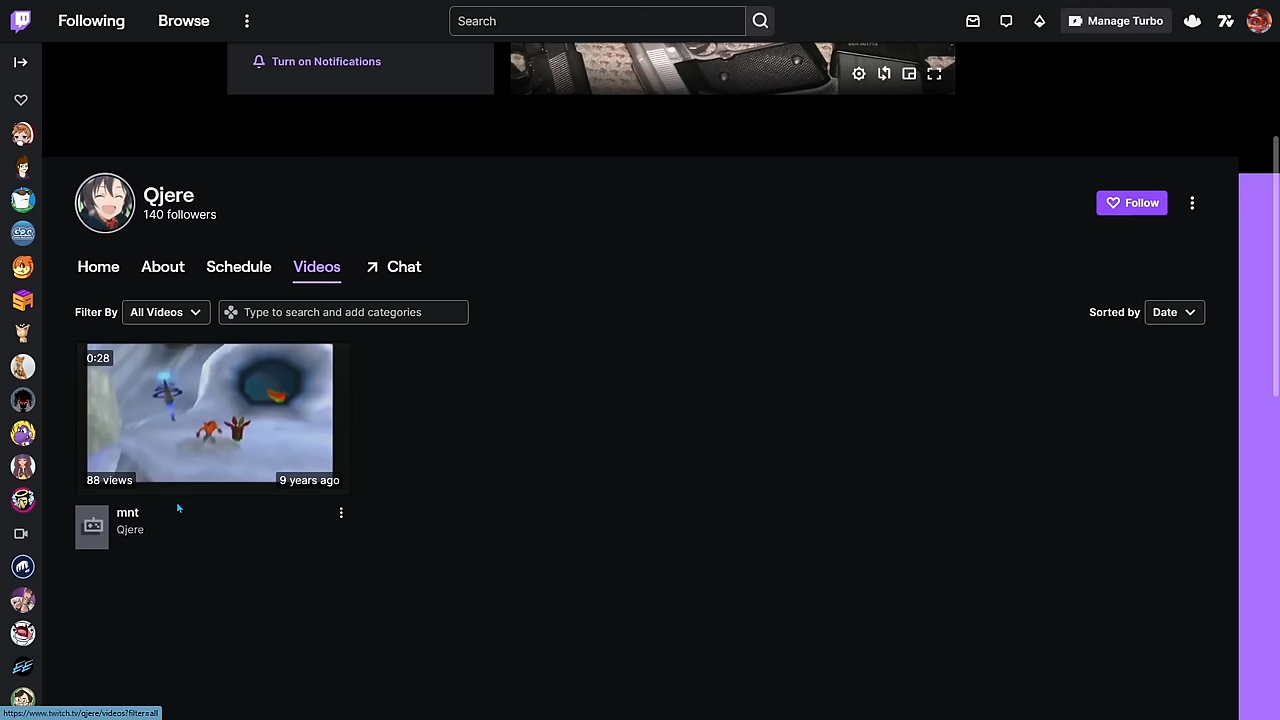 Following
Browse
Search
Manage Turbo
Turn on Notifications
Qjere
140 followers
Follow
Home
About
Schedule
Videos
Chat
Filter By
All Videos
Type to search and add categories
Sorted by
Date
0:28
88 views
9 years ago
mnt
Qjere
https://www.twitch.tv/qjere/videos?filter=all